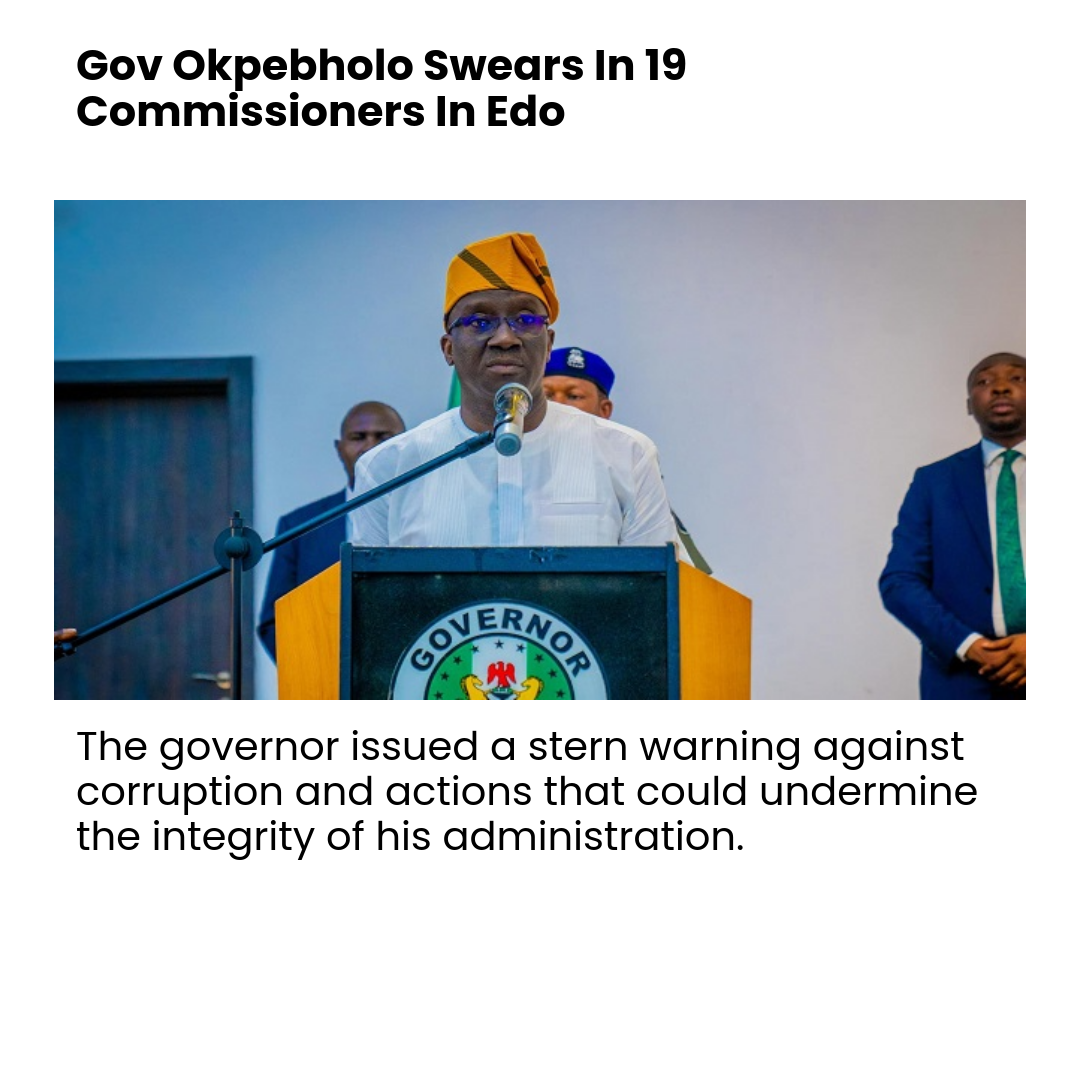 Gov Okpebholo Swears In 19
Commissioners In Edo
GOVERNOR
The governor issued a stern warning against
corruption and actions that could undermine
the integrity of his administration.